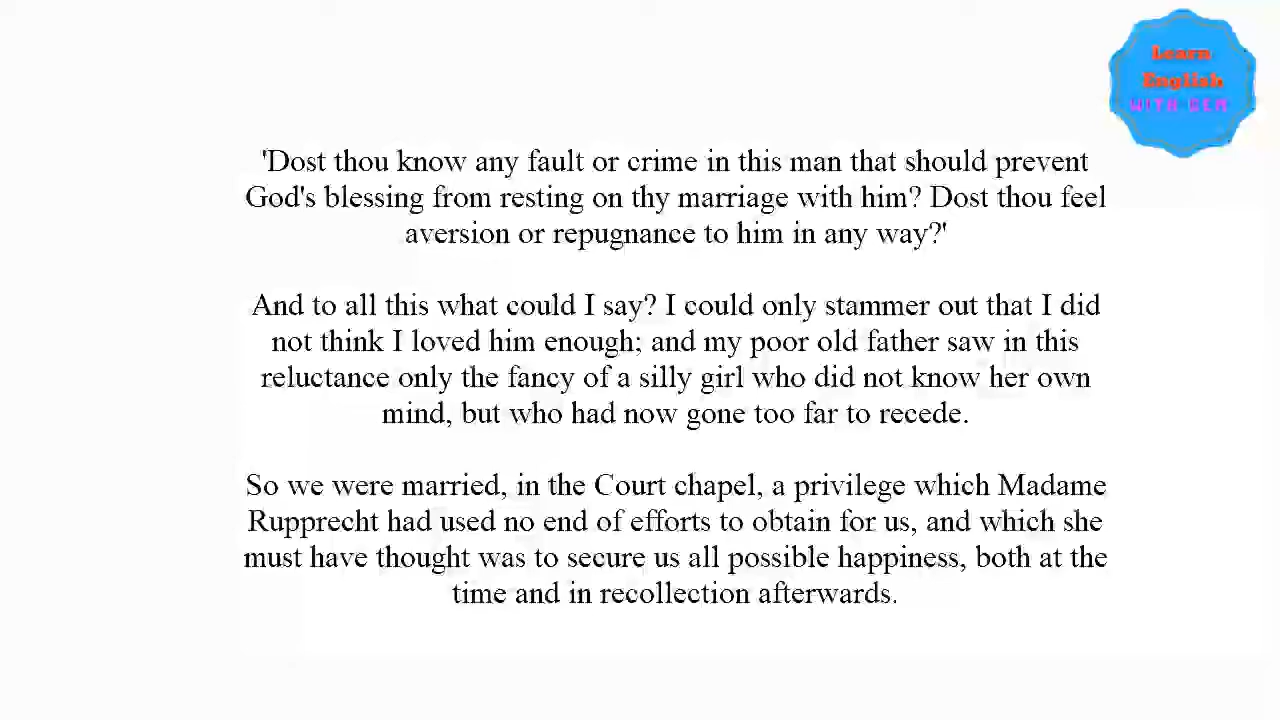 Learn
English
WITH GEM
'Dost thou know any fault or crime in this man that should prevent
God's blessing from resting on thy marriage with him? Dost thou feel
aversion or repugnance to him in any way?'
And to all this what could I say? I could only stammer out that I did
not think I loved him enough; and my poor old father saw in this
reluctance only the fancy of a silly girl who did not know her own
mind, but who had now gone too far to recede.
So we were married, in the Court chapel, a privilege which Madame
Rupprecht had used no end of efforts to obtain for us, and which she
must have thought was to secure us all possible happiness, both at the
time and in recollection afterwards.